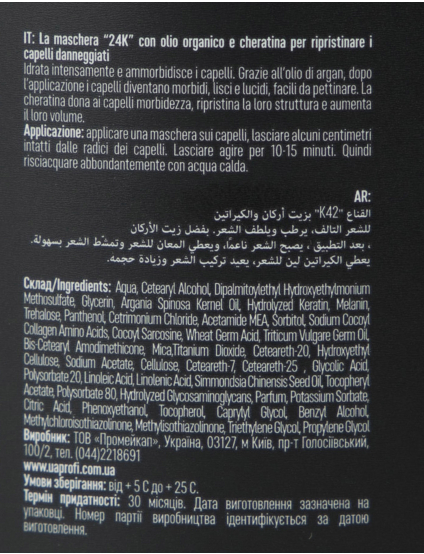 IT: La maschera “24K” con olio organico e cheratina per ripristinare i
capelli danneggiati
Idrata intensamente e ammorbidisce i capelli. Grazie all'olio di argan, dopo
l'applicazione i capelli diventano morbidi, lisci e lucidi, facili da pettinare. La
cheratina dona ai capelli morbidezza, ripristina la loro struttura e aumenta
il loro volume.
Applicazione: applicare una maschera sui capelli, lasciare alcuni centimetri
intatti dalle radici dei capelli. Lasciare agire per 10-15 minuti. Quindi
risciacquare abbondantemente con acqua calda.
AR:
القناع "K42" بزيت أركان والكيراتين
للشعر التالف، يرطب ويلطف الشعر. بفضل زيت الأركان
، بعد التطبيق ، يصبح الشعر ناعمًا، ويعطي المعان للشعر وتمشّط الشعر بسهولة.
يعطي الكيراتين لين للشعر، يعيد تركيب الشعر وزيادة حجمه.
Склад/Ingredients: Aqua, Cetearyl Alcohol, Dipalmitoylethyl Hydroxyethylmonium
Methosulfate, Glycerin, Argania Spinosa Kernel Oil, Hydrolyzed Keratin, Melanin,
Trehalose, Panthenol, Cetrimonium Chloride, Acetamide MEA, Sorbitol, Sodium Cocoyl
Collagen Amino Acids, Cocoyl Sarcosine, Wheat Germ Acid, Triticum Vulgare Germ Oil,
Bis-Cetearyl Amodimethicone, Mica,Titanium Dioxide, Ceteareth-20, Hydroxyethyl
Cellulose, Sodium Acetate, Cellulose, Ceteareth-7, Ceteareth-25 , Glycolic Acid,
Polysorbate 20, Linoleic Acid, Linolenic Acid, Simmondsia Chinensis Seed Oil, Tocopheryl
Acetate, Polysorbate 80, Hydrolyzed Glycosaminoglycans, Parfum, Potassium Sorbate,
Citric Acid, Phenoxyethanol, Tocopherol, Caprylyl Glycol, Benzyl Alcohol,
Methylchloroisothiazolinone, Methylisothiazolinone, Triethylene Glycol, Propylene Glycol
Виробник: ТОВ «Промейкап», Україна, 03127, м Київ, пр-т Голосіївський,
100/2, тел. (044)2218691
www.uaprofi.com.ua
Умови зберігання: від + 5 С до + 25 С.
Термін придатності: 30 місяців. Дата виготовлення зазначена на
упаковці. Номер партії виробництва ідентифікується за датою
виготовлення.